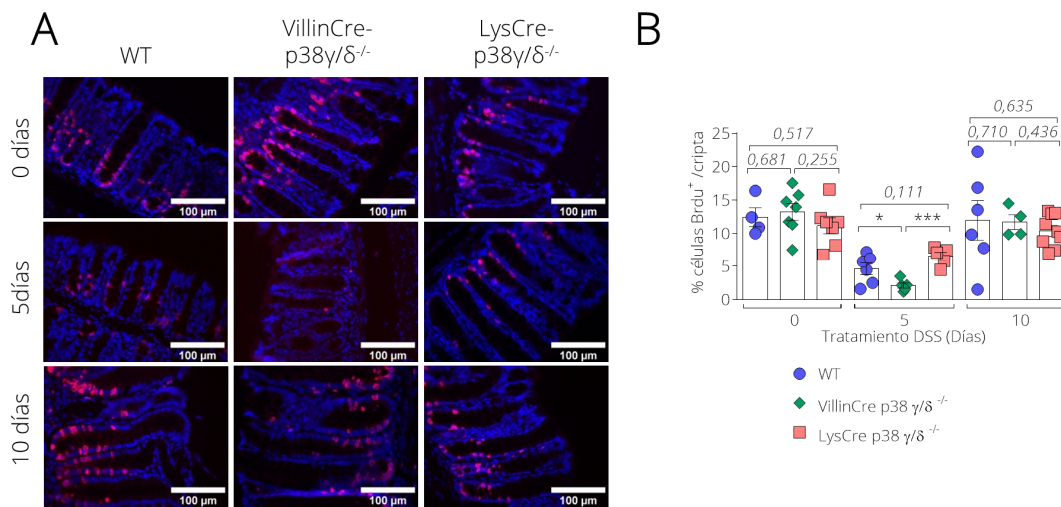 A
B
WT
VillinCre-
p38γ/δ-/-
LysCre-
p38γ/δ-/-
0 días
100 µm
100 µm
100 µm
5días
100 µm
100 µm
100 µm
10 días
100 µm
100 µm
100 µm
% células Brdu+ /cripta
25
20
15
10
5
0
0,517
0,681
0,255
0,111
*
***
0,635
0,710
0,436
0
5
10
Tratamiento DSS (Días)
WT
VillinCre p38 γ/δ -/-
LysCre p38 γ/δ -/-